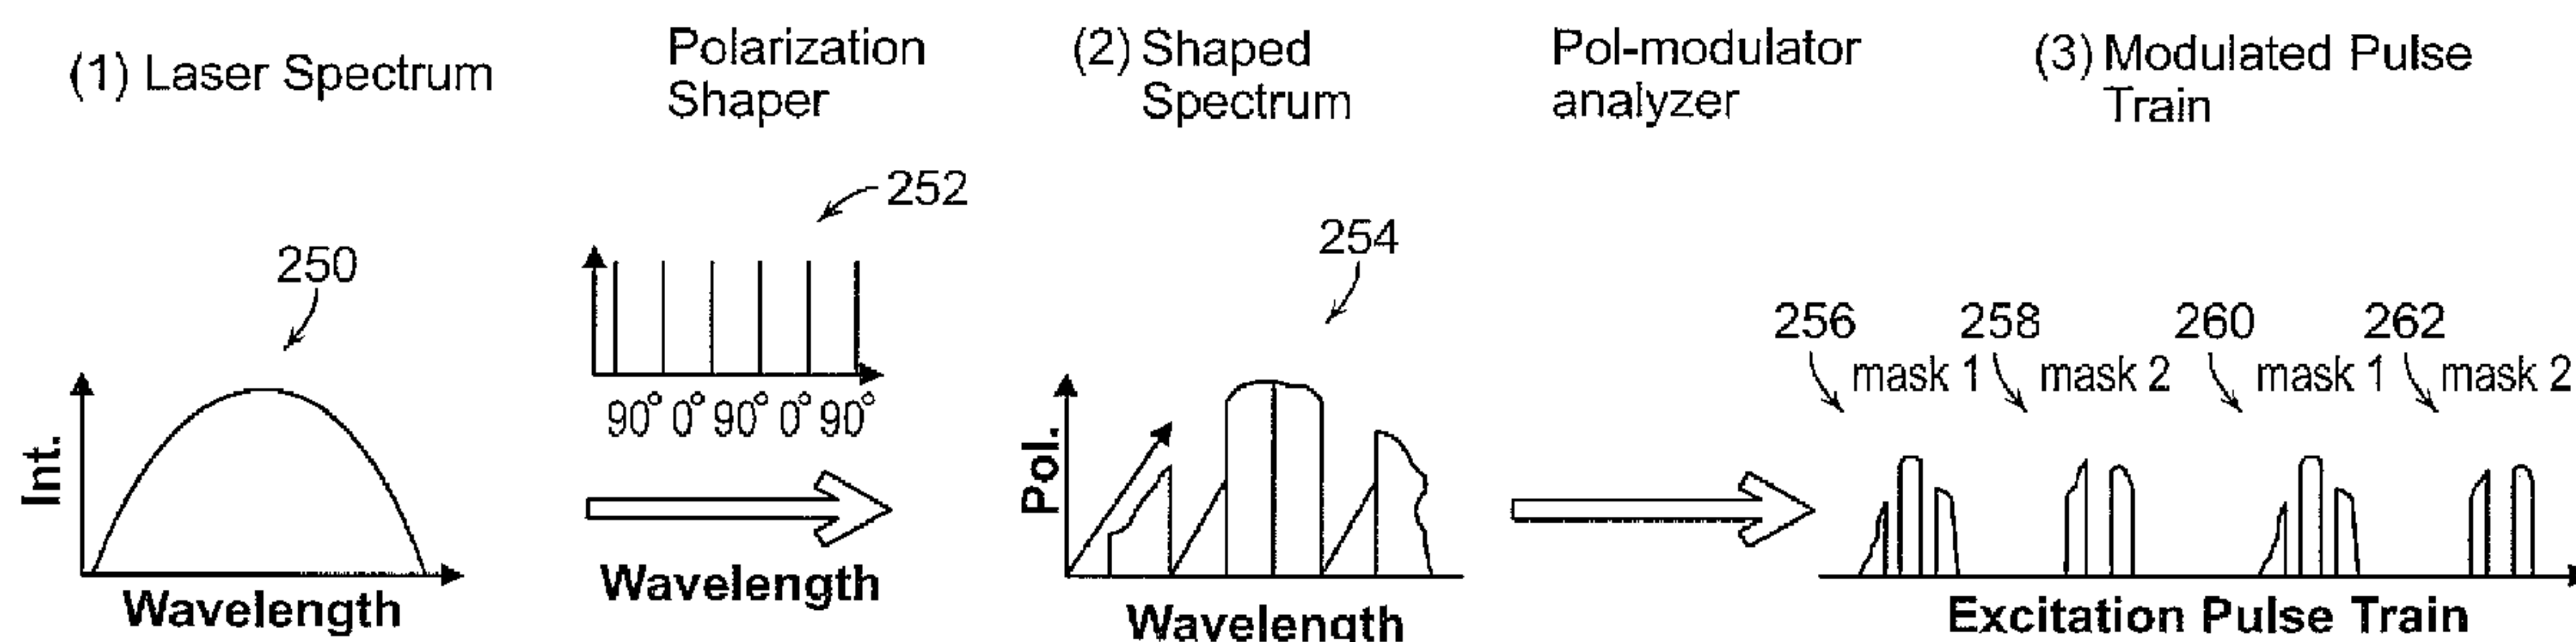 (1) Laser Spectrum
Polarization
Shaper
(2) Shaped
Spectrum
Pol-modulator
analyzer
(3) Modulated Pulse
Train
250
252
254
256
258
260
262
mask 1
mask 2
mask 1
mask 2
Int.
Wavelength
90° 0° 90° 0° 90°
Wavelength
Pol.
Wavelength
Excitation Pulse Train